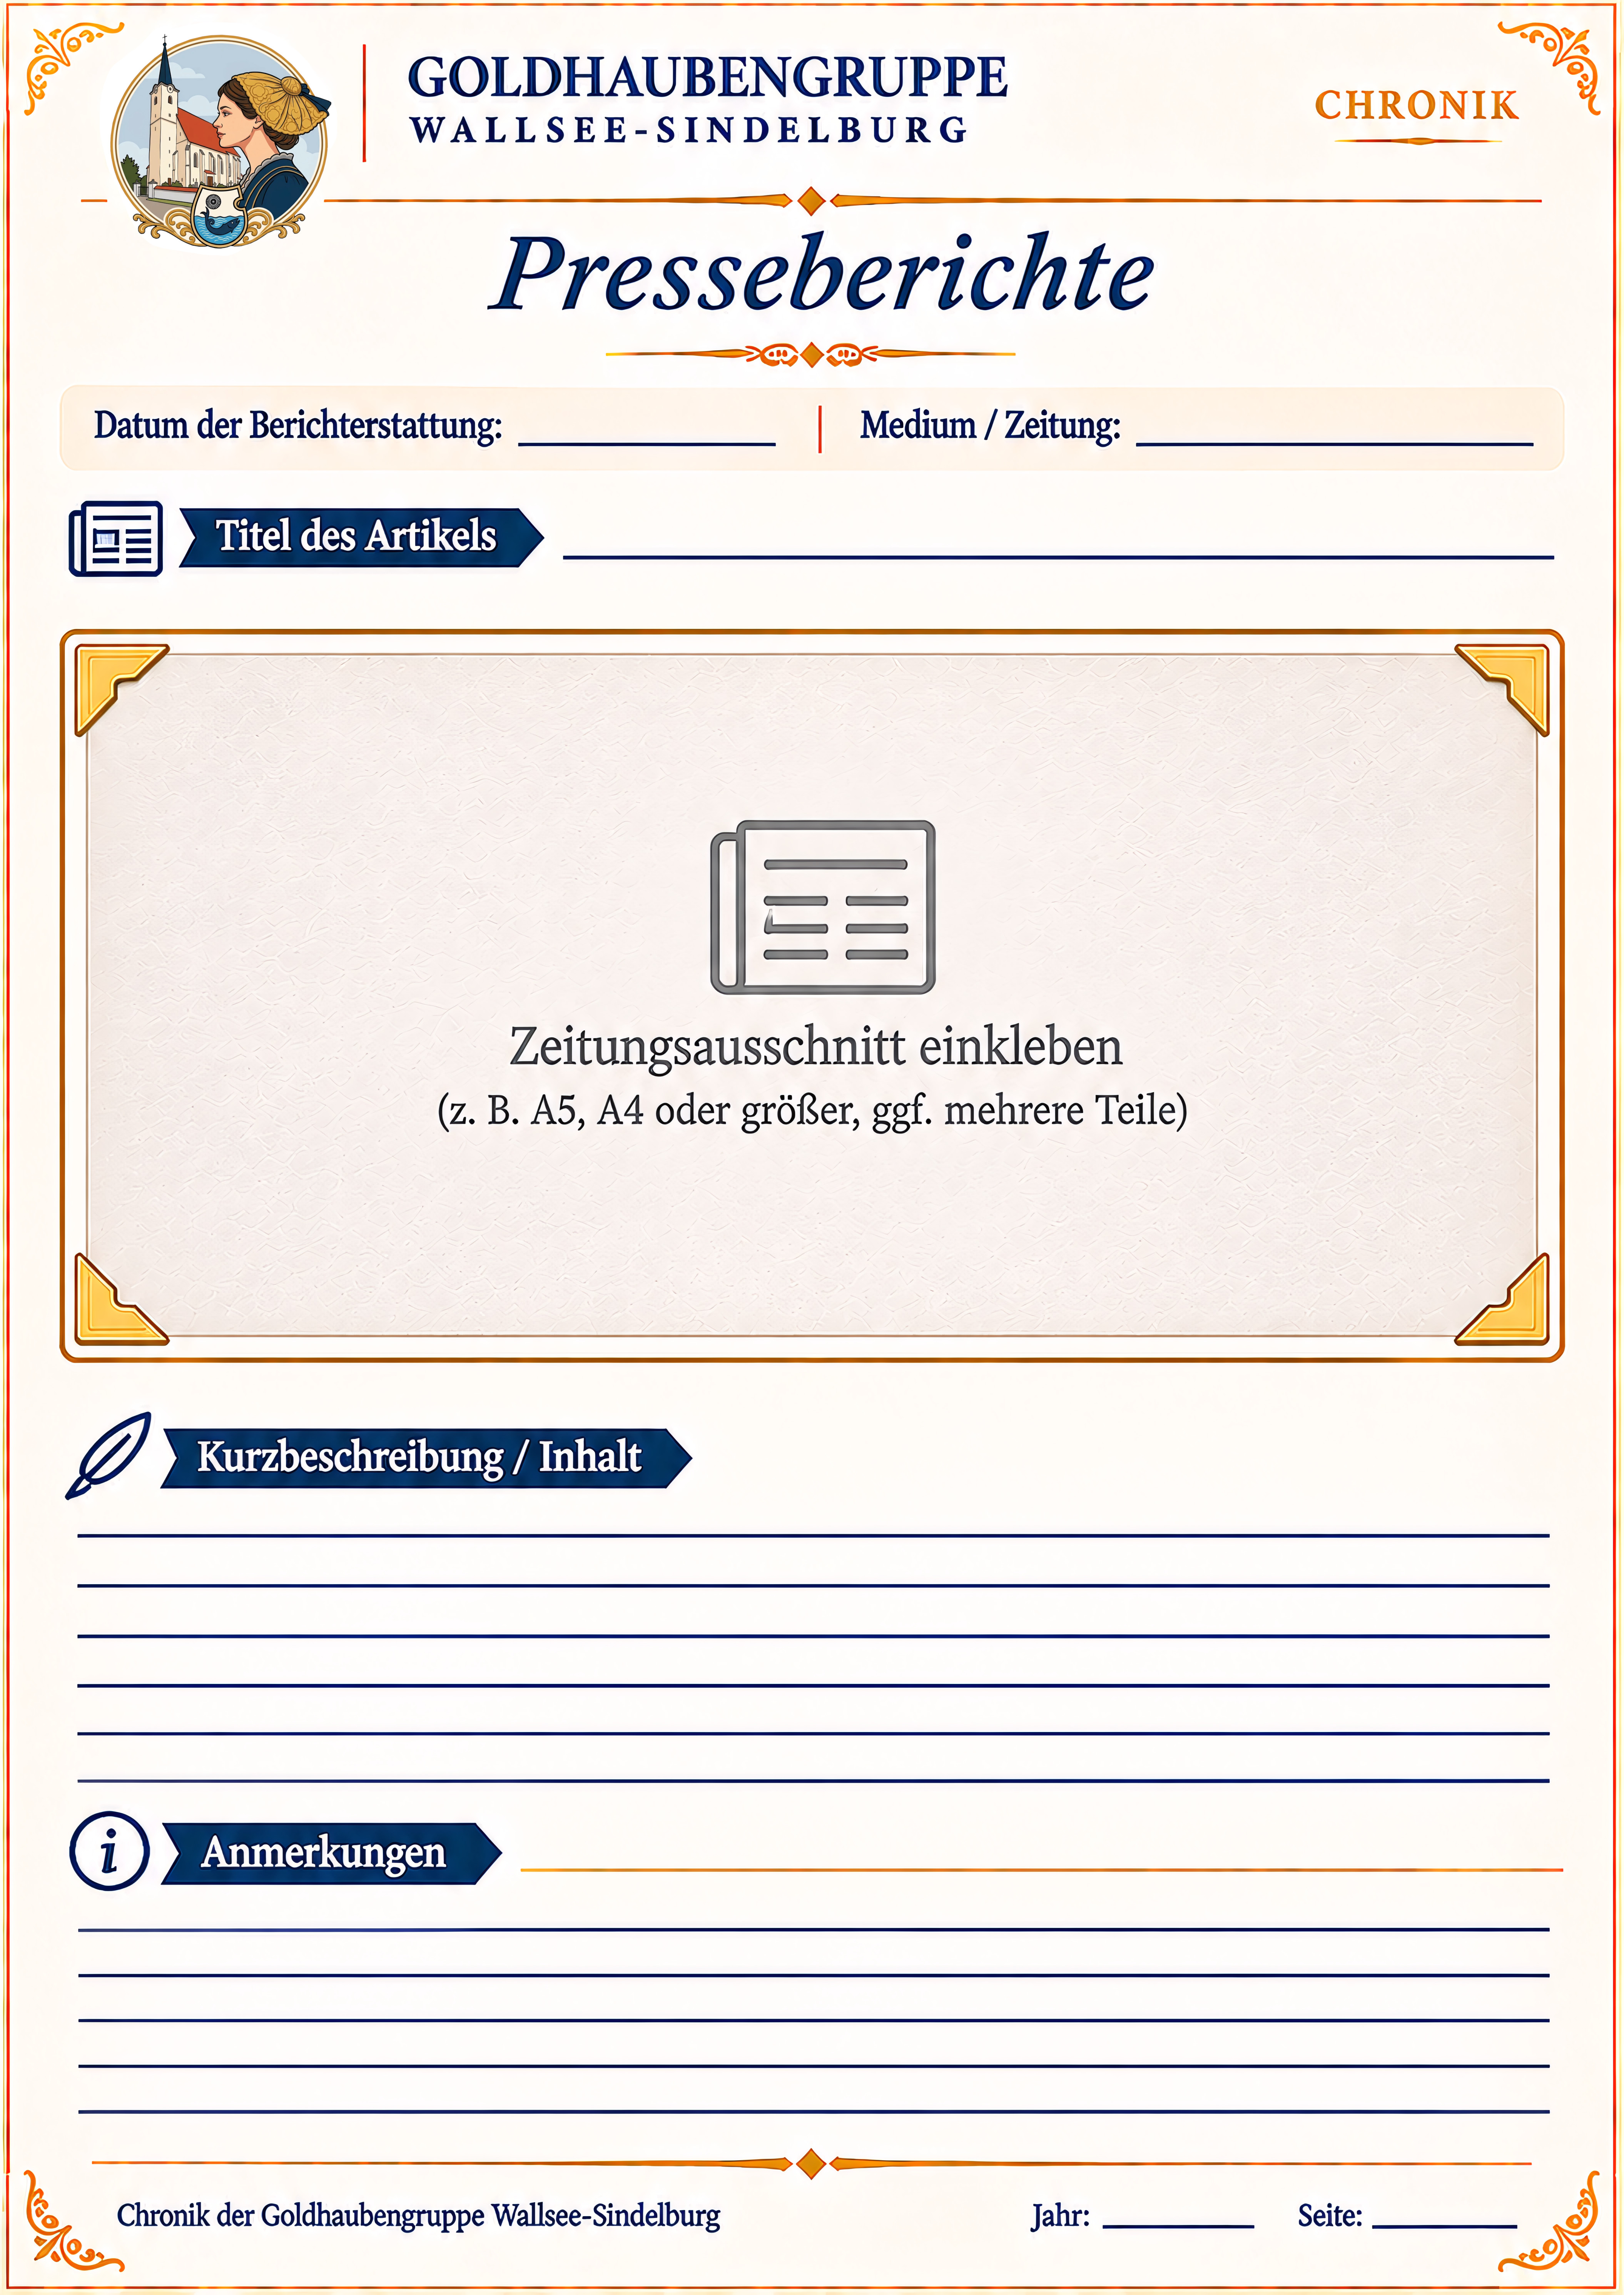 GOLDHAUBENGRUPPE
WALLSEE-SINDELBURG
CHRONIK
Presseberichte
Datum der Berichterstattung:
Medium / Zeitung:
Titel des Artikels
Zeitungsausschnitt einkleben
(z. B. A5, A4 oder größer, ggf. mehrere Teile)
Kurzbeschreibung / Inhalt
i Anmerkungen
Chronik der Goldhaubengruppe Wallsee-Sindelburg
Jahr:
Seite: